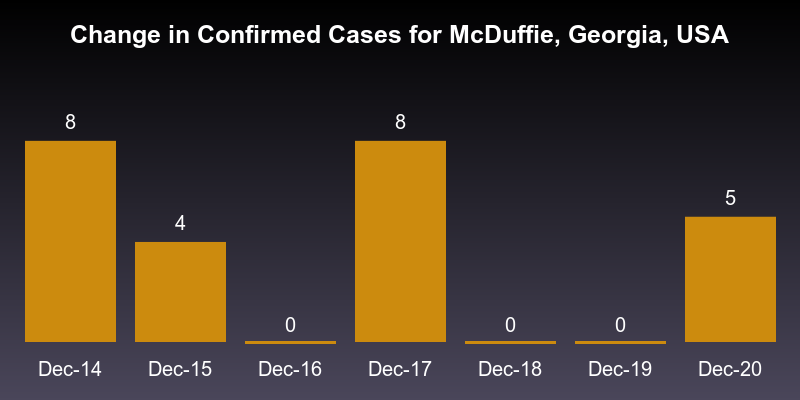 Change in Confirmed Cases for McDuffie, Georgia, USA
8
4
0
8
0
0
5
Dec-14
Dec-15
Dec-16
Dec-17
Dec-18
Dec-19
Dec-20